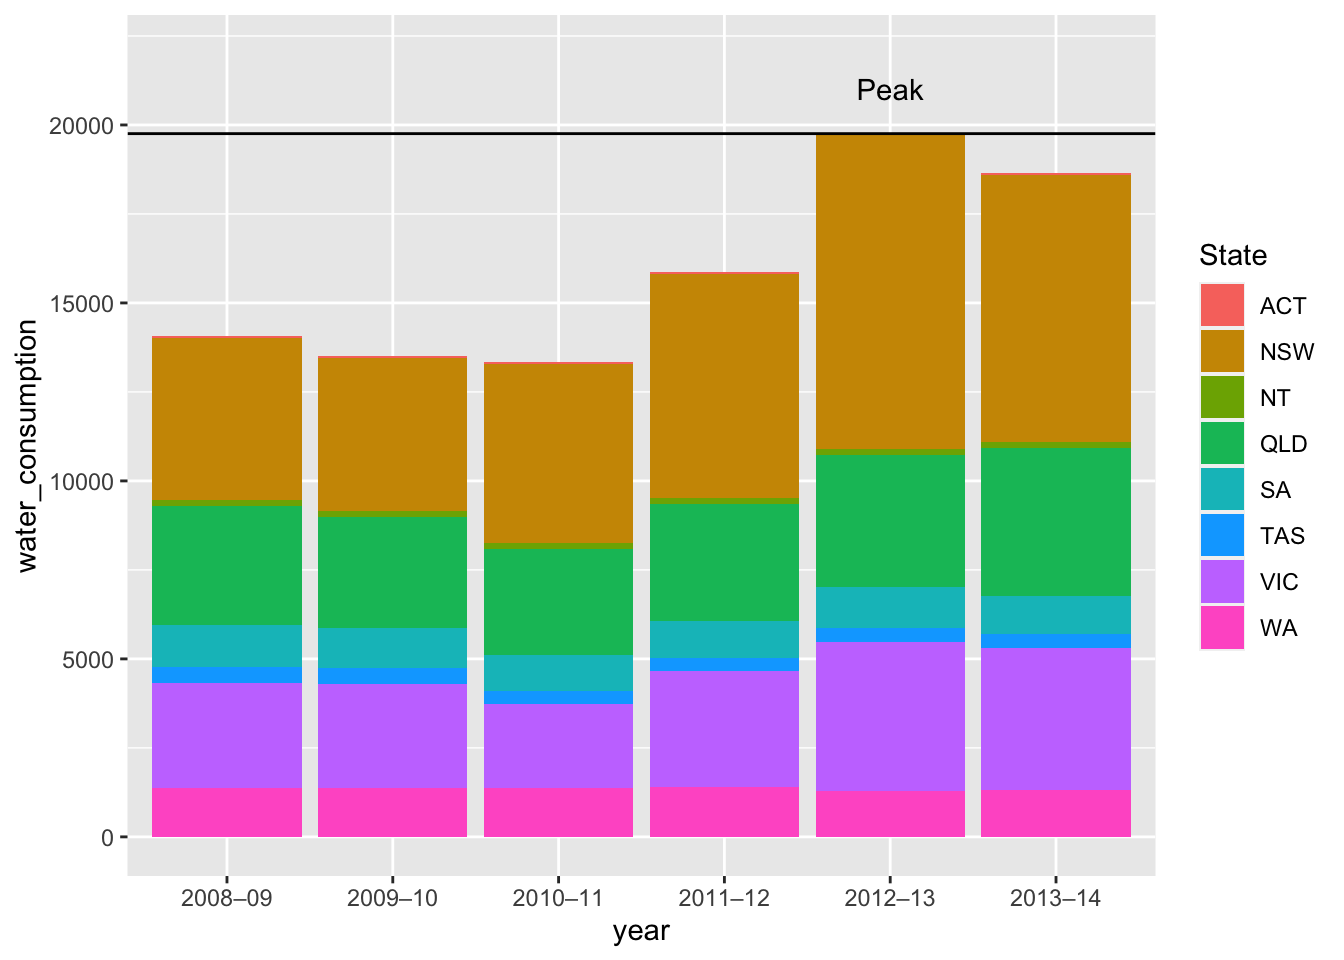 Peak
20000
15000
10000
5000
0
water_consumption
2008–09 2009–10 2010–11 2011–12 2012–13 2013–14
year
State
ACT
NSW
NT
QLD
SA
TAS
VIC
WA